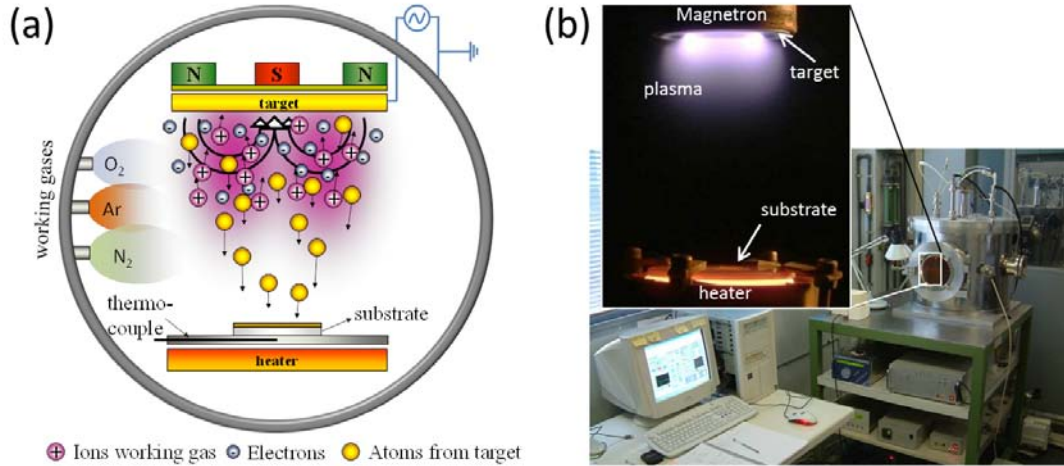 (a)
N S N
target
working gases
O2
Ar
N2
thermo-
couple
substrate
heater
Ions working gas Electrons Atoms from target
(b)
Magnetron
target
plasma
substrate
heater